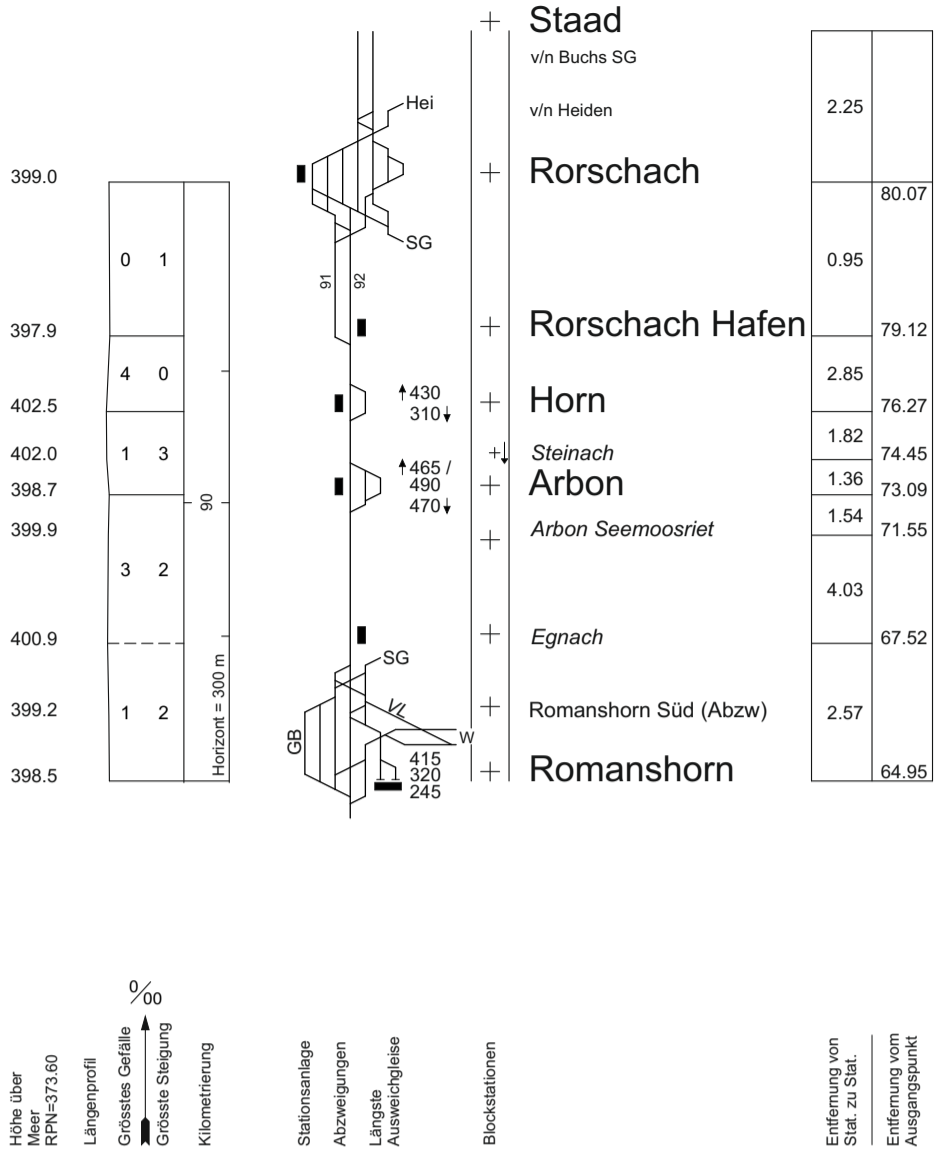 Staad
v/n Buchs SG
Hei
v/n Heiden
2.25
399.0
Rorschach
80.07
SG
0 1
91
92
0.95
397.9
Rorschach Hafen
79.12
4 0
2.85
402.5
430
310
Horn
76.27
1.82
402.0
1 3
Steinach
74.45
465 /
490
470
398.7
Arbon
1.36
73.09
90
1.54
399.9
Arbon Seemoosriet
71.55
3 2
4.03
400.9
Egnach
67.52
SG
Horizont = 300 m
399.2
1 2
GB
VL
W
Romanshorn Süd (Abzw)
2.57
398.5
415
320
245
Romanshorn
64.95
0/00
Höhe über
Meer
RPN=373.60
Längenprofil
Grösstes Gefälle
Grösste Steigung
Kilometrierung
Stationsanlage
Abzweigungen
Längste
Ausweichgleise
Blockstationen
Entfernung von
Stat. zu Stat.
Entfernung vom
Ausgangspunkt